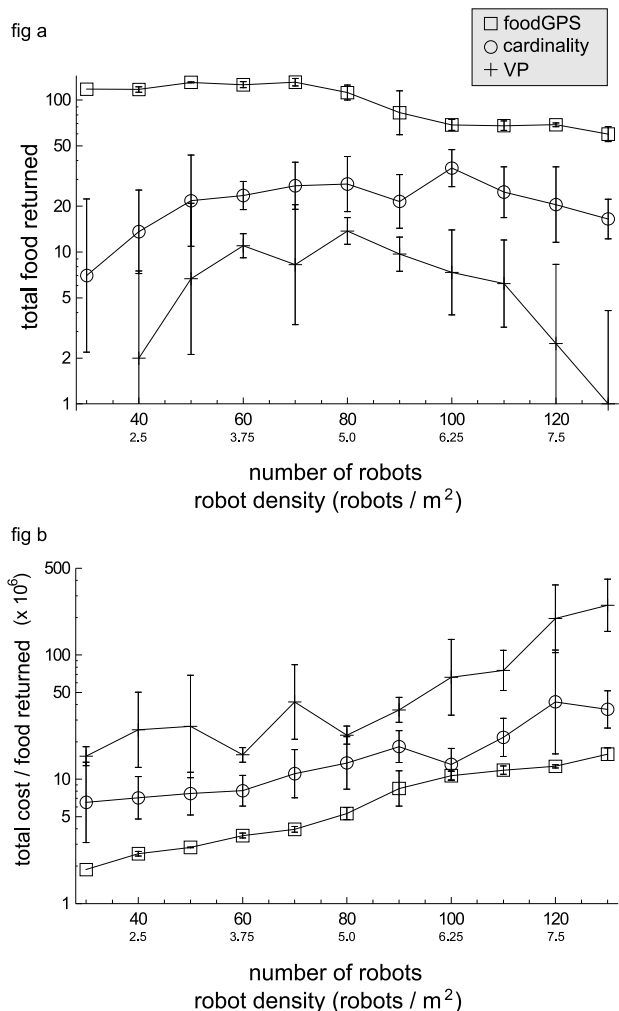 fig a
foodGPS
cardinality
VP
total food returned
100
50
20
10
5
2
1
40 60 80 100 120
2.5 3.75 5.0 6.25 7.5
number of robots
robot density (robots / m²)
fig b
total cost / food returned (x 10⁶)
500
100
50
10
5
1
40 60 80 100 120
2.5 3.75 5.0 6.25 7.5
number of robots
robot density (robots / m²)